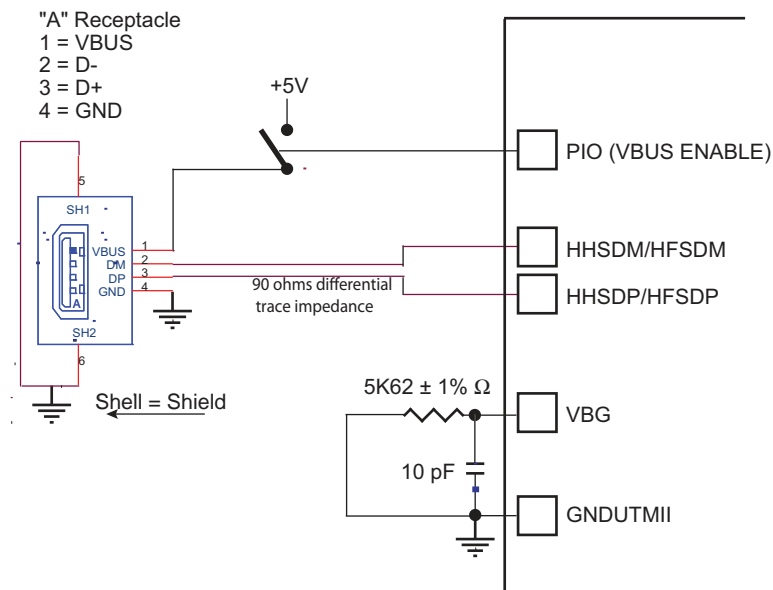 "A" Receptacle
1 = VBUS
2 = D-
3 = D+
4 = GND
+5V
PIO (VBUS ENABLE)
5
SH1
VBUS 1
DM 2
DP 3
GND 4
A
SH2
6
HHSDM/HFSDM
90 ohms differential
trace impedance
HHSDP/HFSDP
Shell = Shield
5K62 ± 1% Ω
VBG
10 pF
GNDUTMII